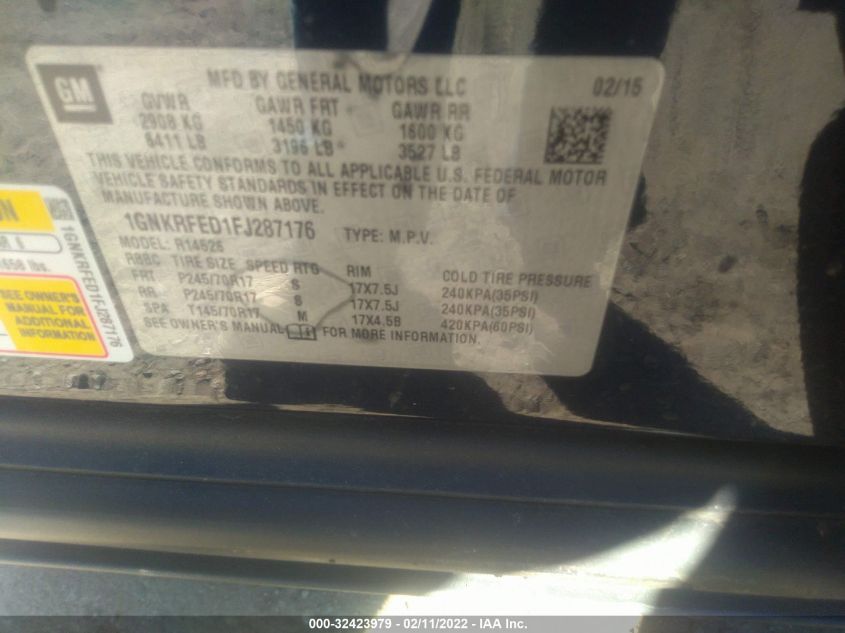 GM
MFD BY GENERAL MOTORS LLC 02/15
GVWR GAWR FRT GAWR RR
2908 KG 1450 KG 1600 KG
6411 LB 3196 LB 3527 LB
THIS VEHICLE CONFORMS TO ALL APPLICABLE U.S. FEDERAL MOTOR
VEHICLE SAFETY STANDARDS IN EFFECT ON THE DATE OF
MANUFACTURE SHOWN ABOVE.
1GNKRFED1FJ287176 TYPE: M.P.V.
MODEL: R14526
RBBC TIRE SIZE SPEED RTG RIM COLD TIRE PRESSURE
FRT P245/70R17 S 17X7.5J 240KPA(35PSI)
RR P245/70R17 S 17X7.5J 240KPA(35PSI)
SPA T145/70R17 M 17X4.5B 420KPA(60PSI)
SEE OWNER'S MANUAL FOR MORE INFORMATION.
ON
lbs.
SEE OWNER'S
MANUAL FOR
ADDITIONAL
INFORMATION
1GNKRFED1FJ287176
000-32423979 - 02/11/2022 - IAA Inc.